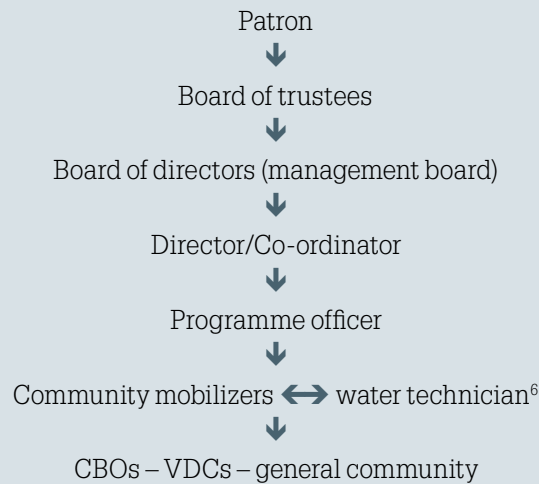 Patron
Board of trustees
Board of directors (management board)
Director/Co-ordinator
Programme officer
Community mobilizers ↔ water technician⁶
CBOs – VDCs – general community